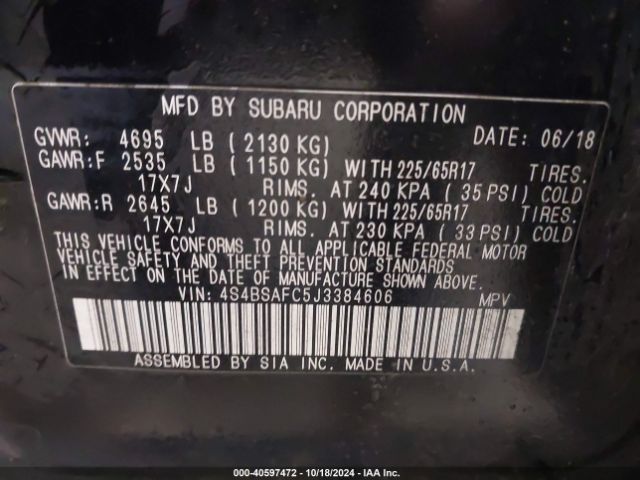 MFD BY SUBARU CORPORATION
GVWR: 4695 LB ( 2130 KG) DATE: 06/18
GAWR:F 2535 LB ( 1150 KG) WITH 225/65R17 TIRES.
17X7J RIMS. AT 240 KPA ( 35 PSI) COLD
GAWR:R 2645 LB ( 1200 KG) WITH 225/65R17 TIRES.
17X7J RIMS. AT 230 KPA ( 33 PSI) COLD
THIS VEHICLE CONFORMS TO ALL APPLICABLE FEDERAL MOTOR
VEHICLE SAFETY AND THEFT PREVENTION STANDARDS
IN EFFECT ON THE DATE OF MANUFACTURE SHOWN ABOVE.
VIN: 4S4BSAFC5J3384606 MPV
ASSEMBLED BY SIA INC. MADE IN U.S.A.
000-40597472 - 10/18/2024 - IAA Inc.